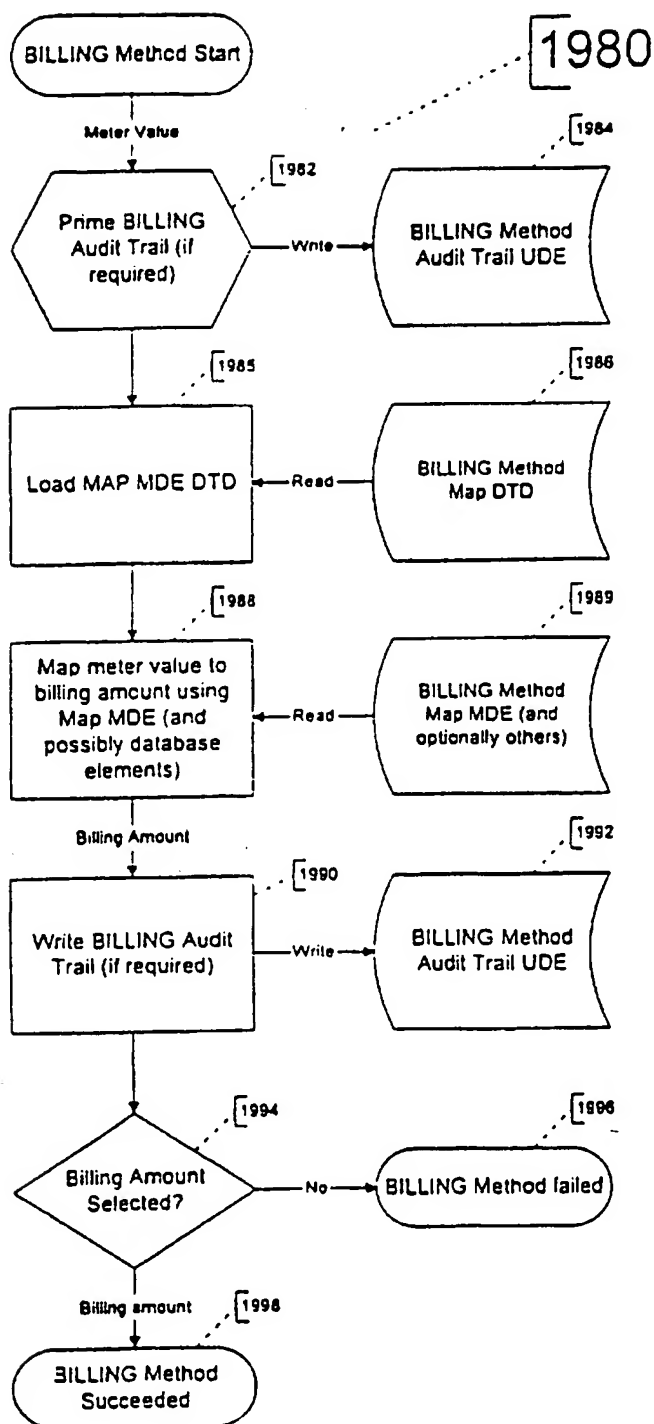 BILLING Method Start
1980
Meter Value
1982
1984
Prime BILLING
Audit Trail (if
required)
Write
BILLING Method
Audit Trail UDE
1985
1986
Load MAP MDE DTD
Read
BILLING Method
Map DTD
1988
1989
Map meter value to
billing amount using
Map MDE (and
possibly database
elements)
Read
BILLING Method
Map MDE (and
optionally others)
Billing Amount
1990
1992
Write BILLING Audit
Trail (if required)
Write
BILLING Method
Audit Trail UDE
1994
1996
Billing Amount
Selected?
No
BILLING Method failed
Billing amount
1998
BILLING Method
Succeeded